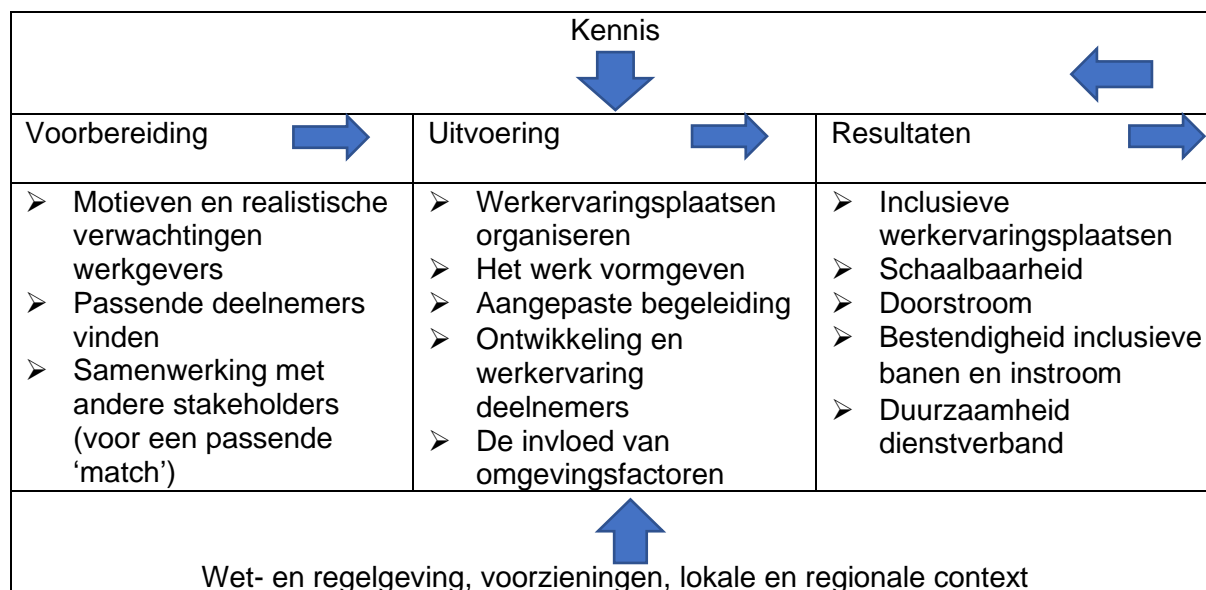 Kennis
Voorbereiding
Uitvoering
Resultaten
➢ Motieven en realistische
verwachtingen
werkgevers
➢ Passende deelnemers
vinden
➢ Samenwerking met
andere stakeholders
(voor een passende
‘match’)
➢ Werkervaringsplaatsen
organiseren
➢ Het werk vormgeven
➢ Aangepaste begeleiding
➢ Ontwikkeling en
werkervaring
deelnemers
➢ De invloed van
omgevingsfactoren
➢ Inclusieve
werkervaringsplaatsen
➢ Schaalbaarheid
➢ Doorstroom
➢ Bestendigheid inclusieve
banen en instroom
➢ Duurzaamheid
dienstverband
Wet- en regelgeving, voorzieningen, lokale en regionale context